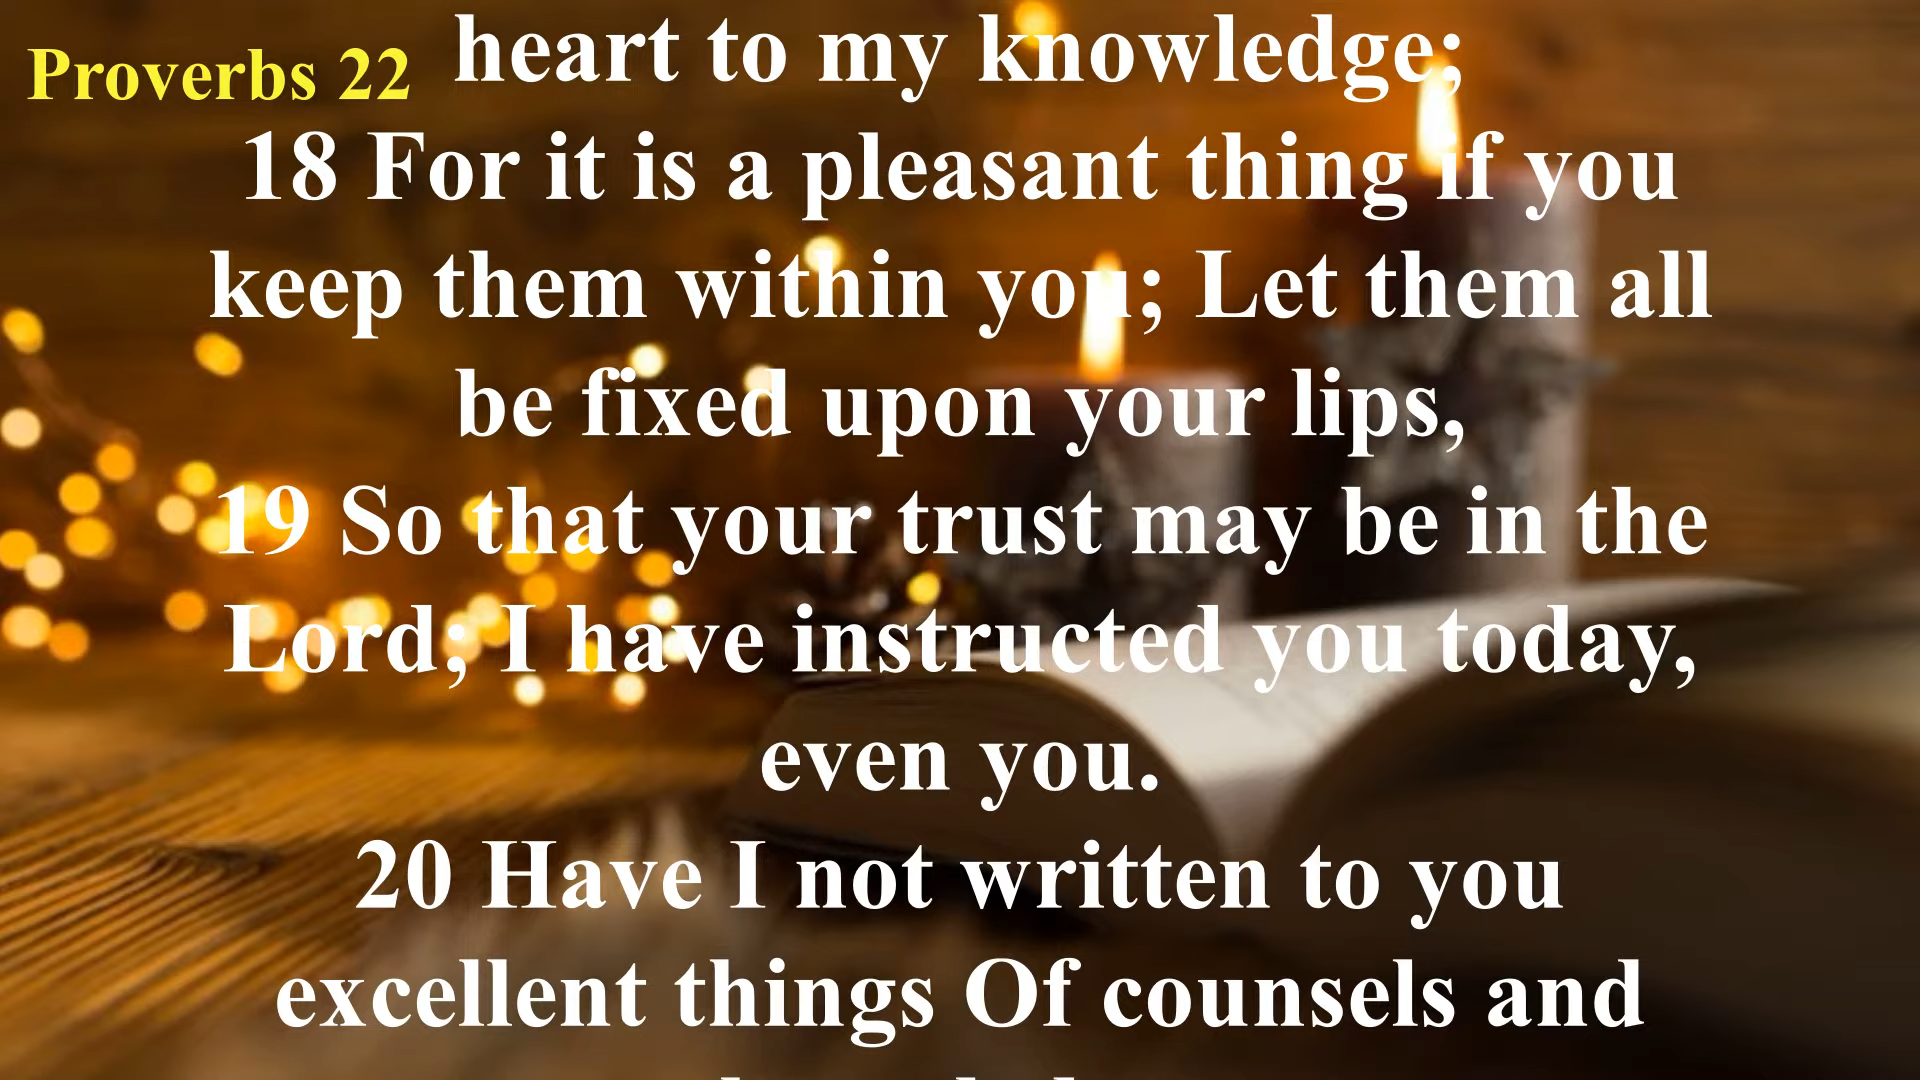 Proverbs 22
heart to my knowledge;
18 For it is a pleasant thing if you
keep them within you; Let them all
be fixed upon your lips,
19 So that your trust may be in the
Lord; I have instructed you today,
even you.
20 Have I not written to you
excellent things Of counsels and